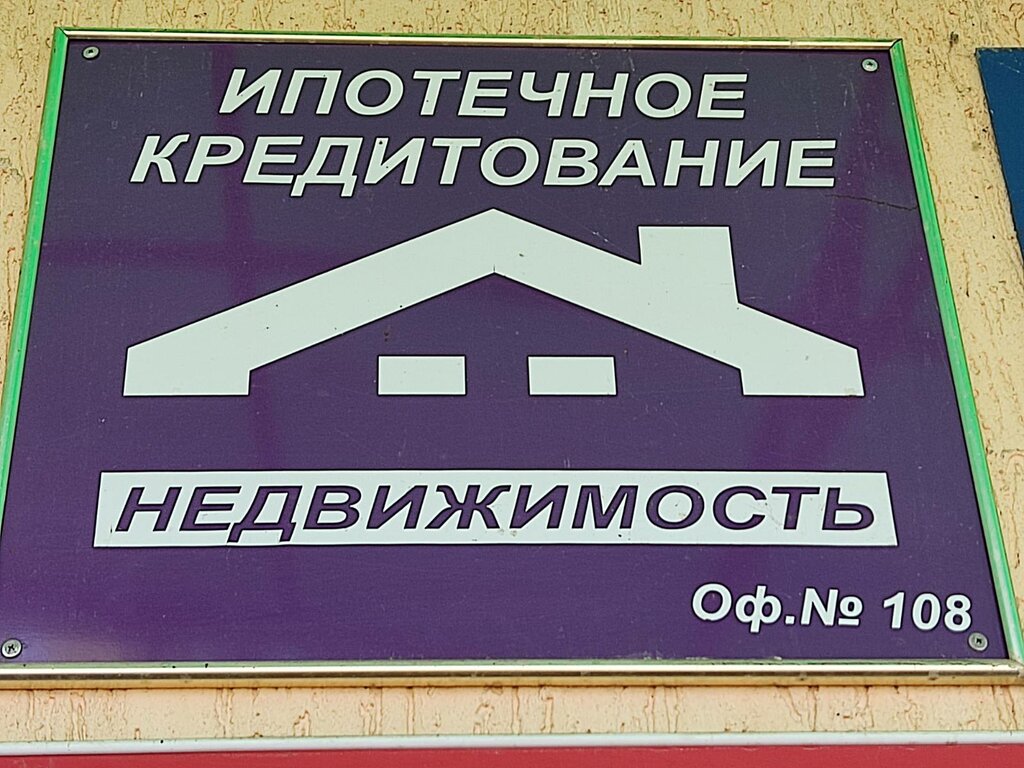 ИПОТЕЧНОЕ
КРЕДИТОВАНИЕ
НЕДВИЖИМОСТЬ
Оф.№ 108